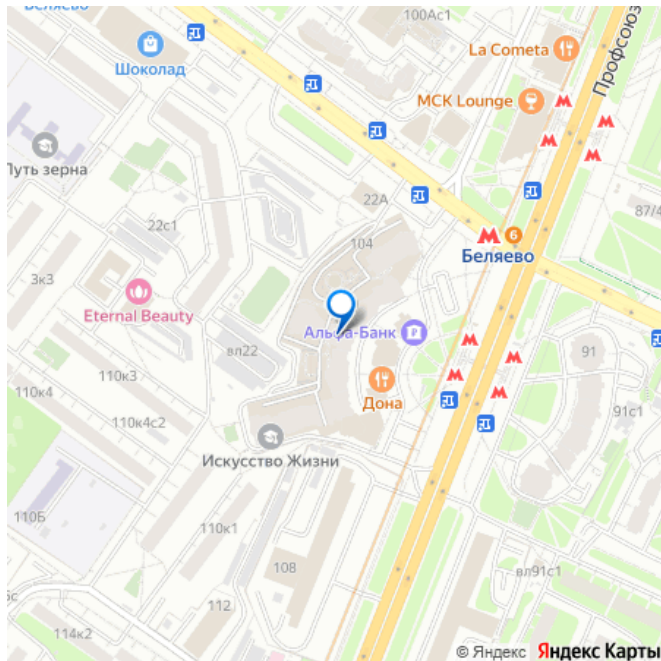 Беляево
100Ас1
La Cometa
Шоколад
MCK Lounge
Профсоюз
Путь зерна
22А
87/4
22с1
104
6
Беляево
3к3
Eternal Beauty
Альфа-Банк
вл22
91
110к3
110к4
Дона
91с1
110к4с2
Искусство Жизни
110Б
110к1
108
вл91с1
112
114к2
© Яндекс Яндекс Карты